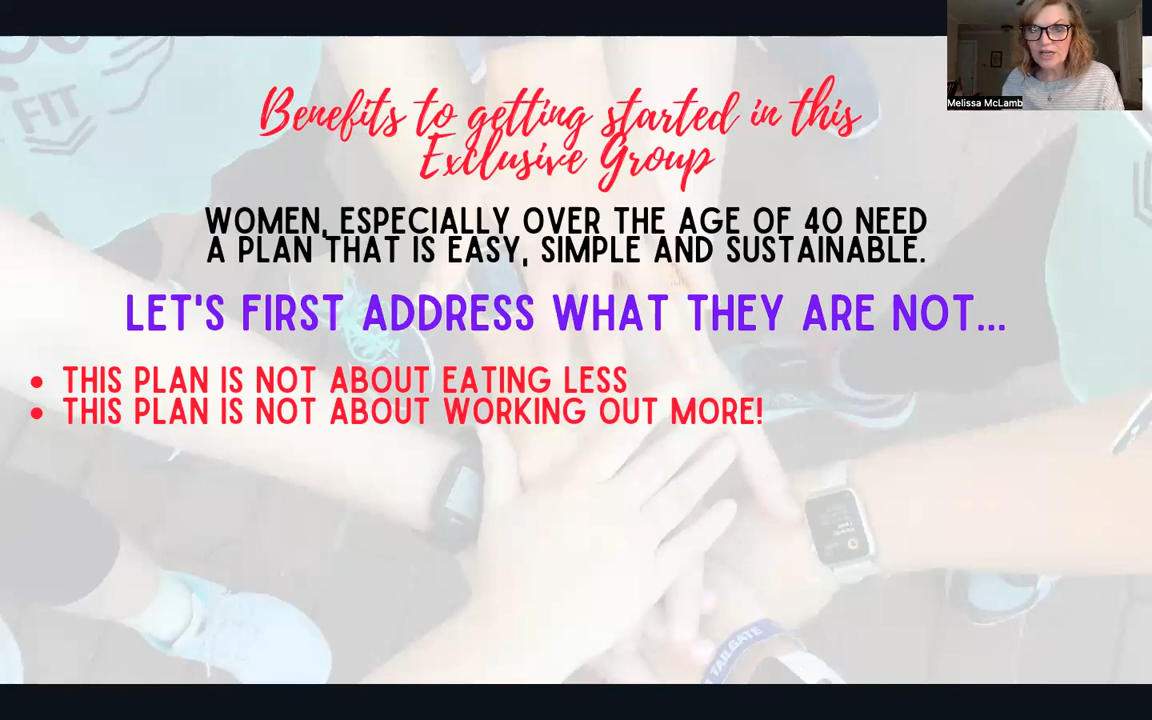 Melissa McLamb
FIT
Benefits to getting started in this
Exclusive Group
WOMEN, ESPECIALLY OVER THE AGE OF 40 NEED
A PLAN THAT IS EASY, SIMPLE AND SUSTAINABLE.
LET'S FIRST ADDRESS WHAT THEY ARE NOT...
• THIS PLAN IS NOT ABOUT EATING LESS
• THIS PLAN IS NOT ABOUT WORKING OUT MORE!
TAILGATE